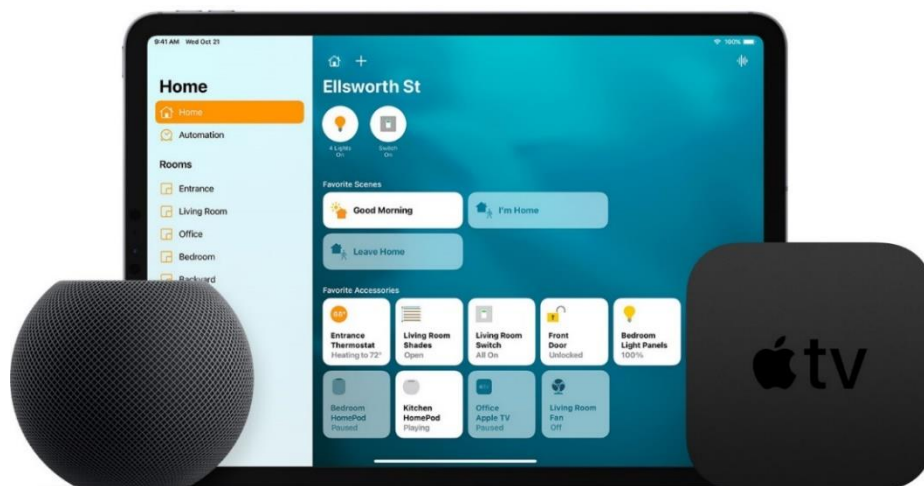 9:41 AM Wed Oct 21
100%
Home
Home
Automation
Rooms
Entrance
Living Room
Office
Bedroom
Backyard
Ellsworth St
4 Lights
On
Switch
On
Favorite Scenes
Good Morning
I'm Home
Leave Home
Favorite Accessories
Entrance
Thermostat
Heating to 72°
Living Room
Shades
Open
Living Room
Switch
All On
Front
Door
Unlocked
Bedroom
Light Panels
100%
Bedroom
HomePod
Paused
Kitchen
HomePod
Playing
Office
Apple TV
Paused
Living Room
Fan
Off
tv